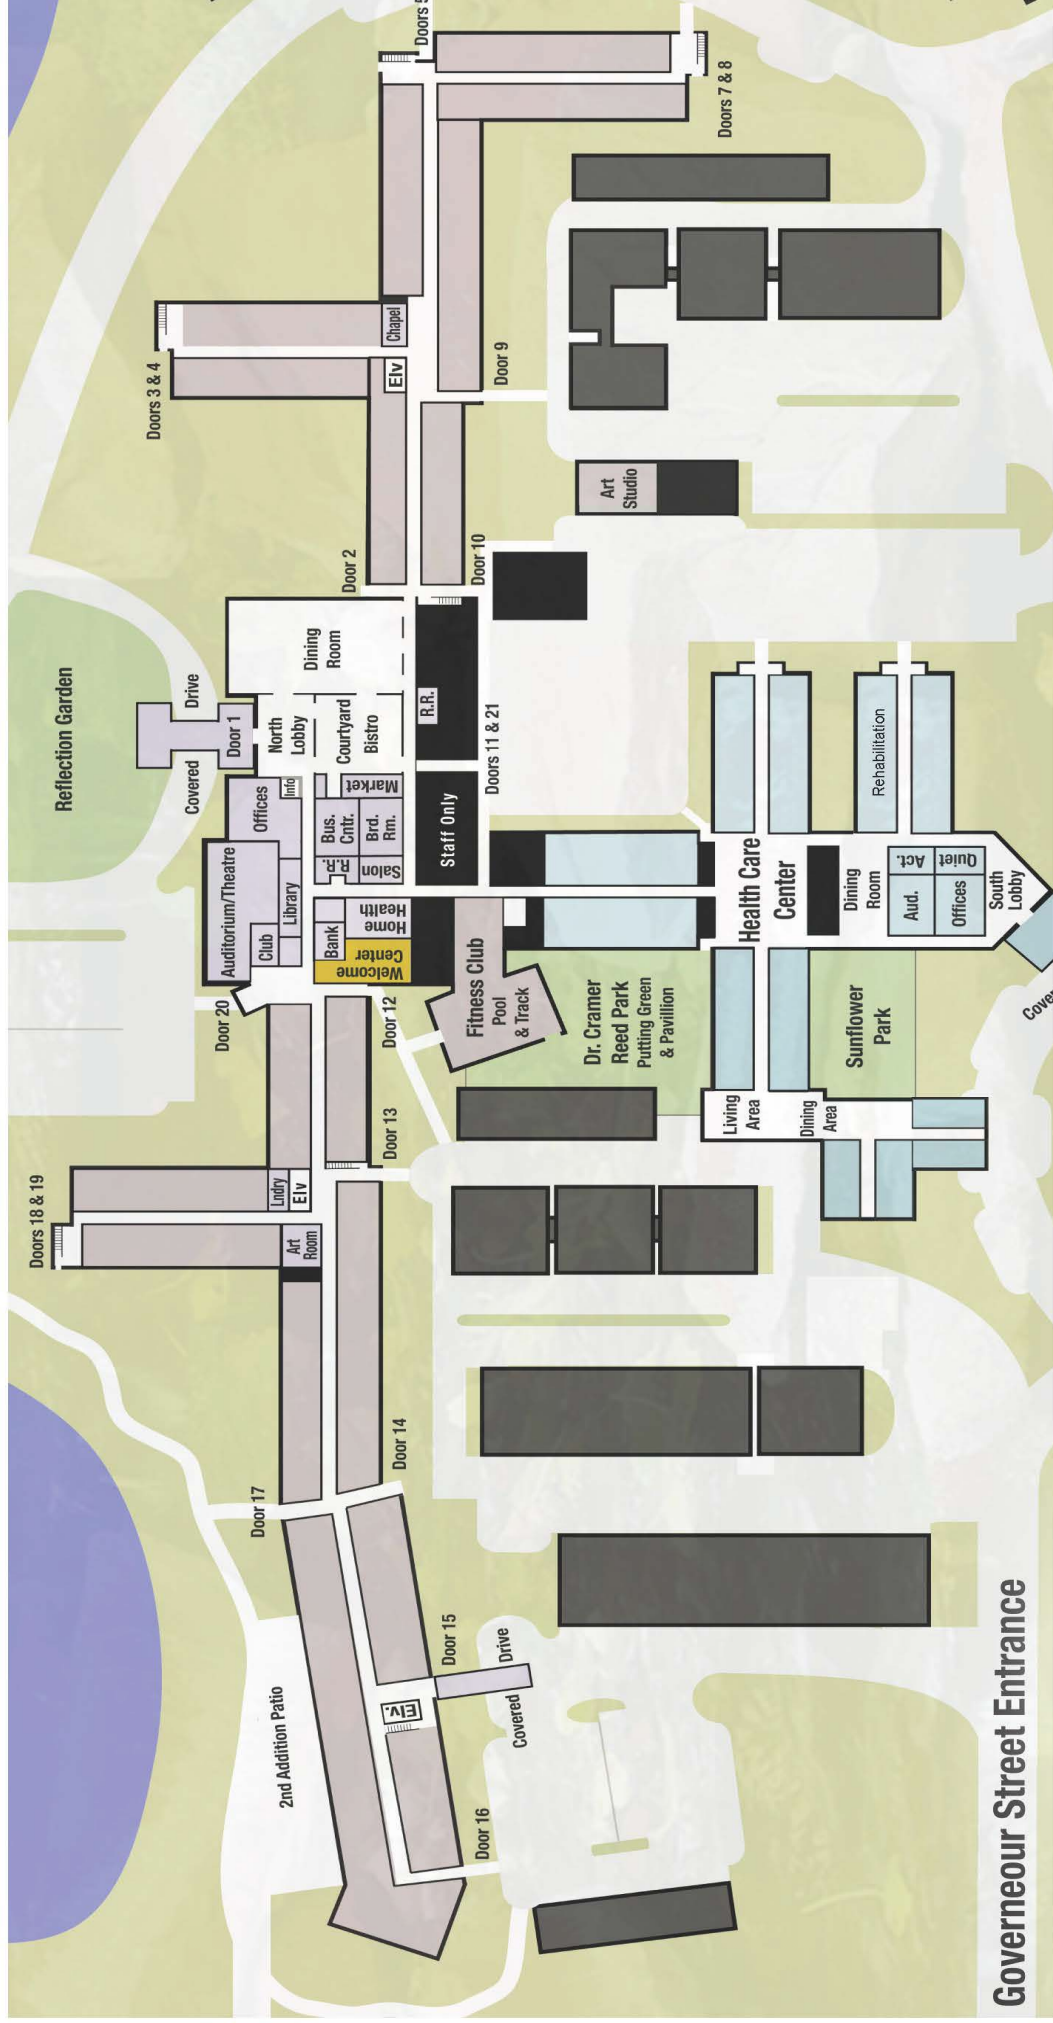 Doors 5
Doors 7 & 8
Chapel
Elv
Doors 3 & 4
Door 9
Art
Studio
Door 2
Door 10
Reflection Garden
Covered
Drive
Door 1
Dining
Room
North
Lobby
Courtyard
Bistro
R.R.
Doors 11 & 21
Staff Only
Info
Offices
Market
Bus.
Cntr.
Brd.
Rm.
R.R.
Salon
Auditorium/Theatre
Library
Club
Bank
Home
Health
Welcome
Center
Door 20
Door 12
Door 13
Fitness Club
Pool
& Track
Dr. Cramer
Reed Park
Putting Green
& Pavillion
Health Care
Center
Rehabilitation
Dining
Room
Act.
Quiet
Aud.
Offices
South
Lobby
Sunflower
Park
Living
Area
Dining
Area
Doors 18 & 19
Lndry
Elv
Art
Room
Door 14
Door 17
2nd Addition Patio
Door 15
Elv.
Covered
Drive
Door 16
Governeour Street Entrance